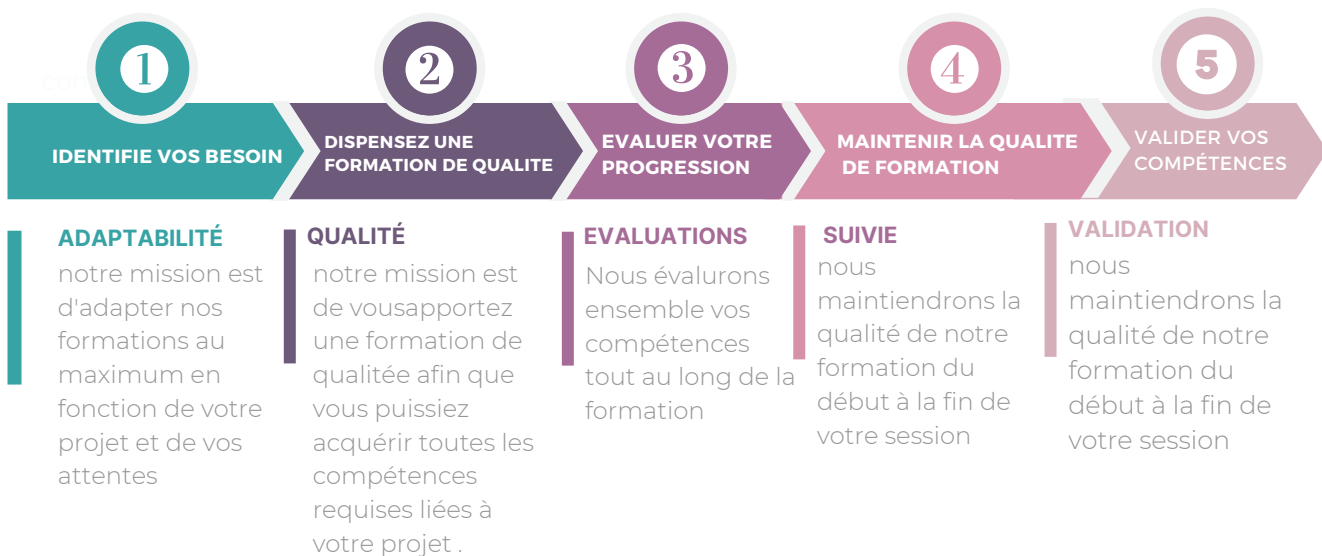 1
2
3
4
5
IDENTIFIE VOS BESOIN
DISPENSEZ UNE
FORMATION DE QUALITE
EVALUER VOTRE
PROGRESSION
MAINTENIR LA QUALITE
DE FORMATION
VALIDER VOS
COMPÉTENCES
ADAPTABILITÉ
notre mission est
d'adapter nos
formations au
maximum en
fonction de votre
projet et de vos
attentes
QUALITÉ
notre mission est
de vousapportez
une formation de
qualitée afin que
vous puissiez
acquérir toutes les
compétences
requises liées à
votre projet .
EVALUATIONS
Nous évalurons
ensemble vos
compétences
tout au long de la
formation
SUIVIE
nous
maintiendrons la
qualité de notre
formation du
début à la fin de
votre session
VALIDATION
nous
maintiendrons la
qualité de notre
formation du
début à la fin de
votre session